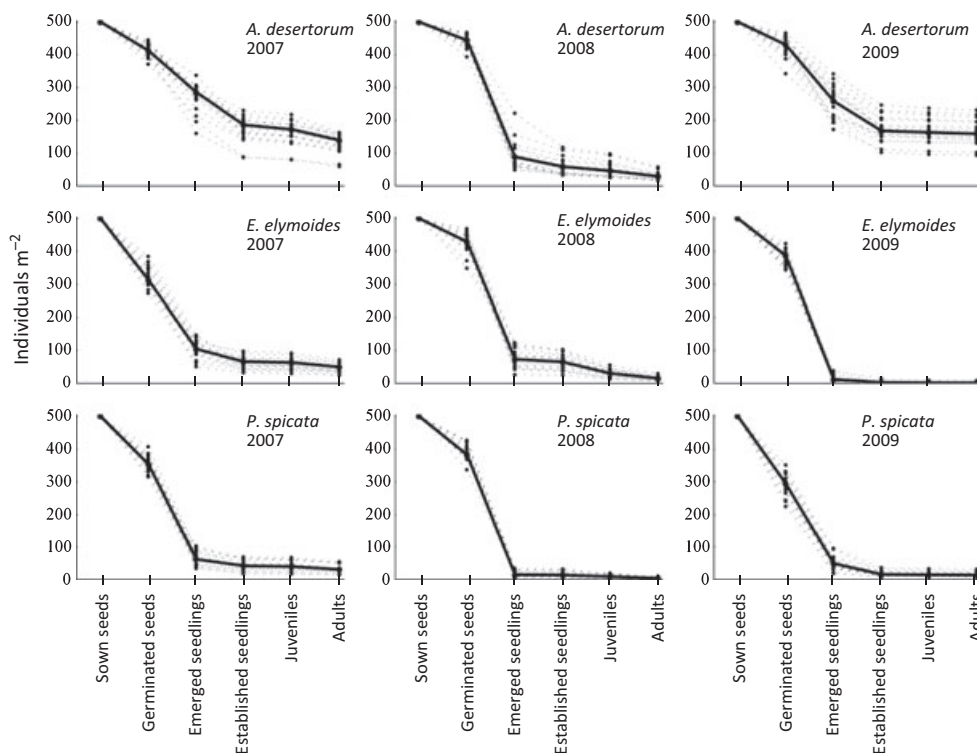 500
400
300
200
100
0
A. desertorum
2007
500
400
300
200
100
0
A. desertorum
2008
500
400
300
200
100
0
A. desertorum
2009
Individuals m−2
500
400
300
200
100
0
E. elymoides
2007
500
400
300
200
100
0
E. elymoides
2008
500
400
300
200
100
0
E. elymoides
2009
500
400
300
200
100
0
P. spicata
2007
500
400
300
200
100
0
P. spicata
2008
500
400
300
200
100
0
P. spicata
2009
Sown seeds
Germinated seeds
Emerged seedlings
Established seedlings
Juveniles
Adults
Sown seeds
Germinated seeds
Emerged seedlings
Established seedlings
Juveniles
Adults
Sown seeds
Germinated seeds
Emerged seedlings
Established seedlings
Juveniles
Adults